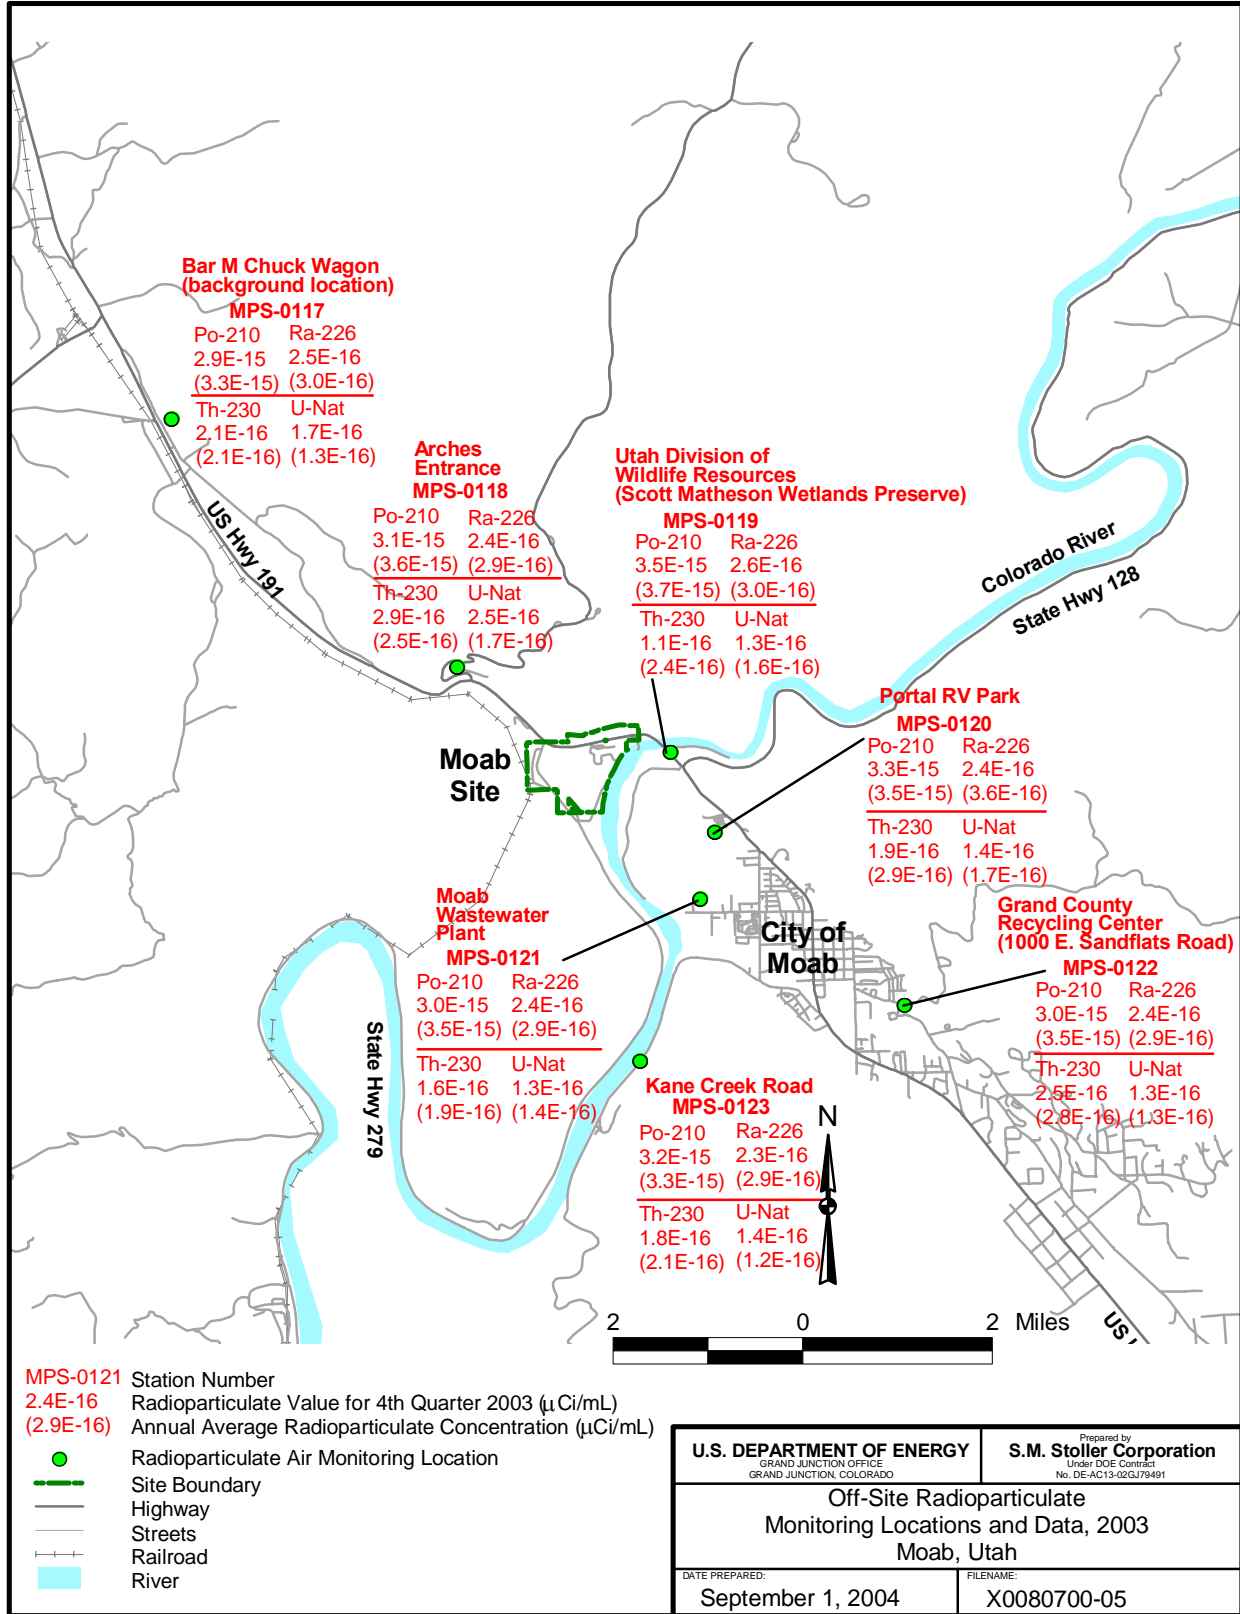 Bar M Chuck Wagon
(background location)
MPS-0117
Po-210 Ra-226
2.9E-15 2.5E-16
(3.3E-15) (3.0E-16)
Th-230 U-Nat
2.1E-16 1.7E-16
(2.1E-16) (1.3E-16)
Arches
Entrance
MPS-0118
Po-210 Ra-226
3.1E-15 2.4E-16
(3.6E-15) (2.9E-16)
Th-230 U-Nat
2.9E-16 2.5E-16
(2.5E-16) (1.7E-16)
Utah Division of
Wildlife Resources
(Scott Matheson Wetlands Preserve)
MPS-0119
Po-210 Ra-226
3.5E-15 2.6E-16
(3.7E-15) (3.0E-16)
Th-230 U-Nat
1.1E-16 1.3E-16
(2.4E-16) (1.6E-16)
US Hwy 191
Colorado River
State Hwy 128
Portal RV Park
MPS-0120
Po-210 Ra-226
3.3E-15 2.4E-16
(3.5E-15) (3.6E-16)
Th-230 U-Nat
1.9E-16 1.4E-16
(2.9E-16) (1.7E-16)
Moab
Site
Moab
Wastewater
Plant
MPS-0121
Po-210 Ra-226
3.0E-15 2.4E-16
(3.5E-15) (2.9E-16)
Th-230 U-Nat
1.6E-16 1.3E-16
(1.9E-16) (1.4E-16)
City of
Moab
Grand County
Recycling Center
(1000 E. Sandflats Road)
MPS-0122
Po-210 Ra-226
3.0E-15 2.4E-16
(3.5E-15) (2.9E-16)
Th-230 U-Nat
2.5E-16 1.3E-16
(2.8E-16) (1.3E-16)
State Hwy 279
Kane Creek Road
MPS-0123
Po-210 Ra-226
3.2E-15 2.3E-16
(3.3E-15) (2.9E-16)
Th-230 U-Nat
1.8E-16 1.4E-16
(2.1E-16) (1.2E-16)
N
2 0 2 Miles
US
MPS-0121 Station Number
2.4E-16 Radioparticulate Value for 4th Quarter 2003 (μCi/mL)
(2.9E-16) Annual Average Radioparticulate Concentration (μCi/mL)
Radioparticulate Air Monitoring Location
Site Boundary
Highway
Streets
Railroad
River
U.S. DEPARTMENT OF ENERGY
GRAND JUNCTION OFFICE
GRAND JUNCTION, COLORADO
Prepared by
S.M. Stoller Corporation
Under DOE Contract
No. DE-AC13-02GJ79491
Off-Site Radioparticulate
Monitoring Locations and Data, 2003
Moab, Utah
DATE PREPARED:
September 1, 2004
FILENAME:
X0080700-05